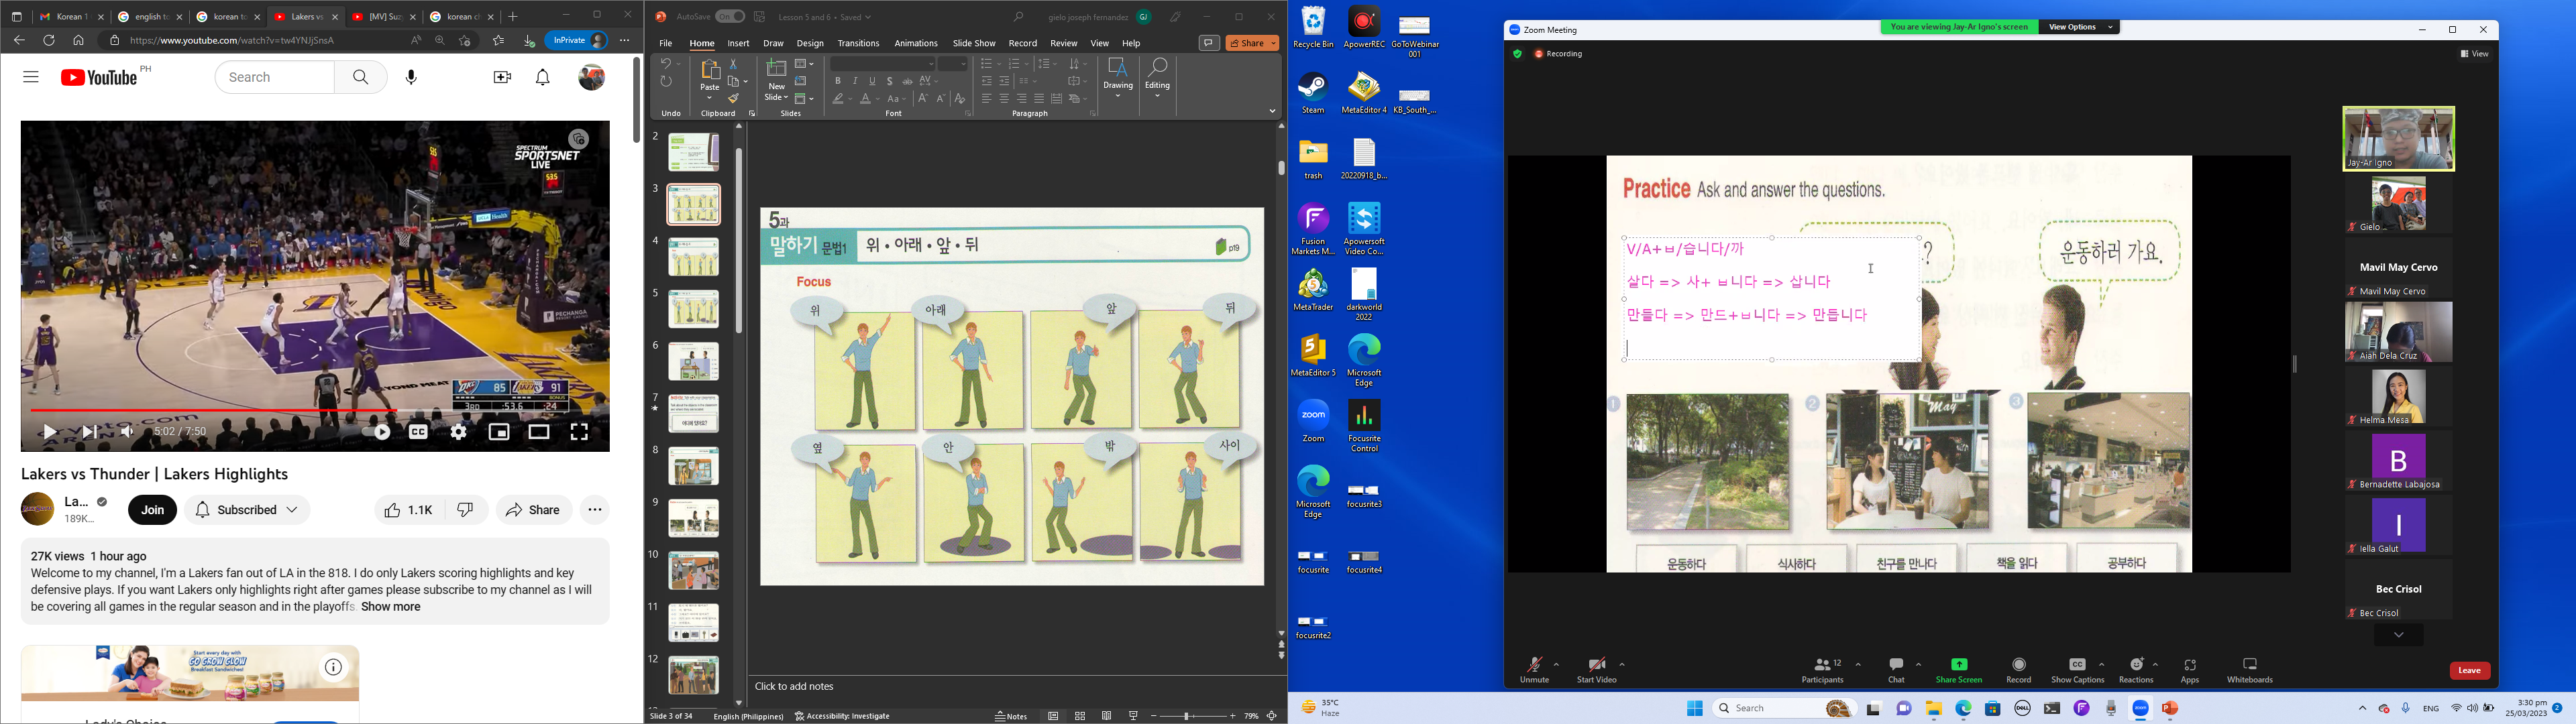 Korean 1
english to
korean to
Lakers vs
[MV] Suzy
korean ch
https://www.youtube.com/watch?v=tw4YNJjSnsA
InPrivate
YouTube PH
Search
SPECTRUM
SPORTSNET
LIVE
85 91
3RD :53.6 :24
5:02 / 7:50
Lakers vs Thunder | Lakers Highlights
La...
189K...
Join
Subscribed
1.1K
Share
27K views 1 hour ago
Welcome to my channel, I'm a Lakers fan out of LA in the 818. I do only Lakers scoring highlights and key
defensive plays. If you want Lakers only highlights right after games please subscribe to my channel as I will
be covering all games in the regular season and in the playoffs. Show more
Start every day with
GO GROW GLOW
Breakfast Sandwiches!
AutoSave On
Lesson 5 and 6 • Saved
gielo joseph fernandez GJ
File Home Insert Draw Design Transitions Animations Slide Show Record Review View Help
Share
Paste
New
Slide
Drawing
Editing
Undo Clipboard Slides Font Paragraph
2
3
4
5
6
7
8
9
10
11
12
5과
말하기 문법1 위 • 아래 • 앞 • 뒤 p19
Focus
위 아래 앞 뒤
옆 안 밖 사이
Click to add notes
Slide 3 of 34 English (Philippines) Accessibility: Investigate Notes 79%
Recycle Bin
ApowerREC
GoToWebinar
001
Steam
MetaEditor 4
KB_South_...
trash
20220918_b...
Fusion
Markets M...
Apowersoft
Video Co...
MetaTrader
darkworld
2022
MetaEditor 5
Microsoft
Edge
Zoom
Focusrite
Control
Microsoft
Edge
focusrite3
focusrite
focusrite4
focusrite2
Zoom Meeting
You are viewing Jay-Ar Igno's screen
View Options
Recording
View
Practice Ask and answer the questions.
V/A+ㅂ/습니다/까
살다 => 사+ ㅂ니다 => 삽니다
만들다 => 만드+ㅂ니다 => 만듭니다
?
운동하러 가요.
1 2 3
May
운동하다 식사하다 친구를 만나다 책을 읽다 공부하다
Jay-Ar Igno
Gielo
Mavil May Cervo
Mavil May Cervo
Aiah Dela Cruz
Helma Mesa
B
Bernadette Labajosa
I
Iella Galut
Bec Crisol
Bec Crisol
Unmute
Start Video
Participants 12
Chat
Share Screen
Record
Show Captions
Reactions
Apps
Whiteboards
Leave
35°C
Haze
Search
ENG
3:30 pm
25/03/2023